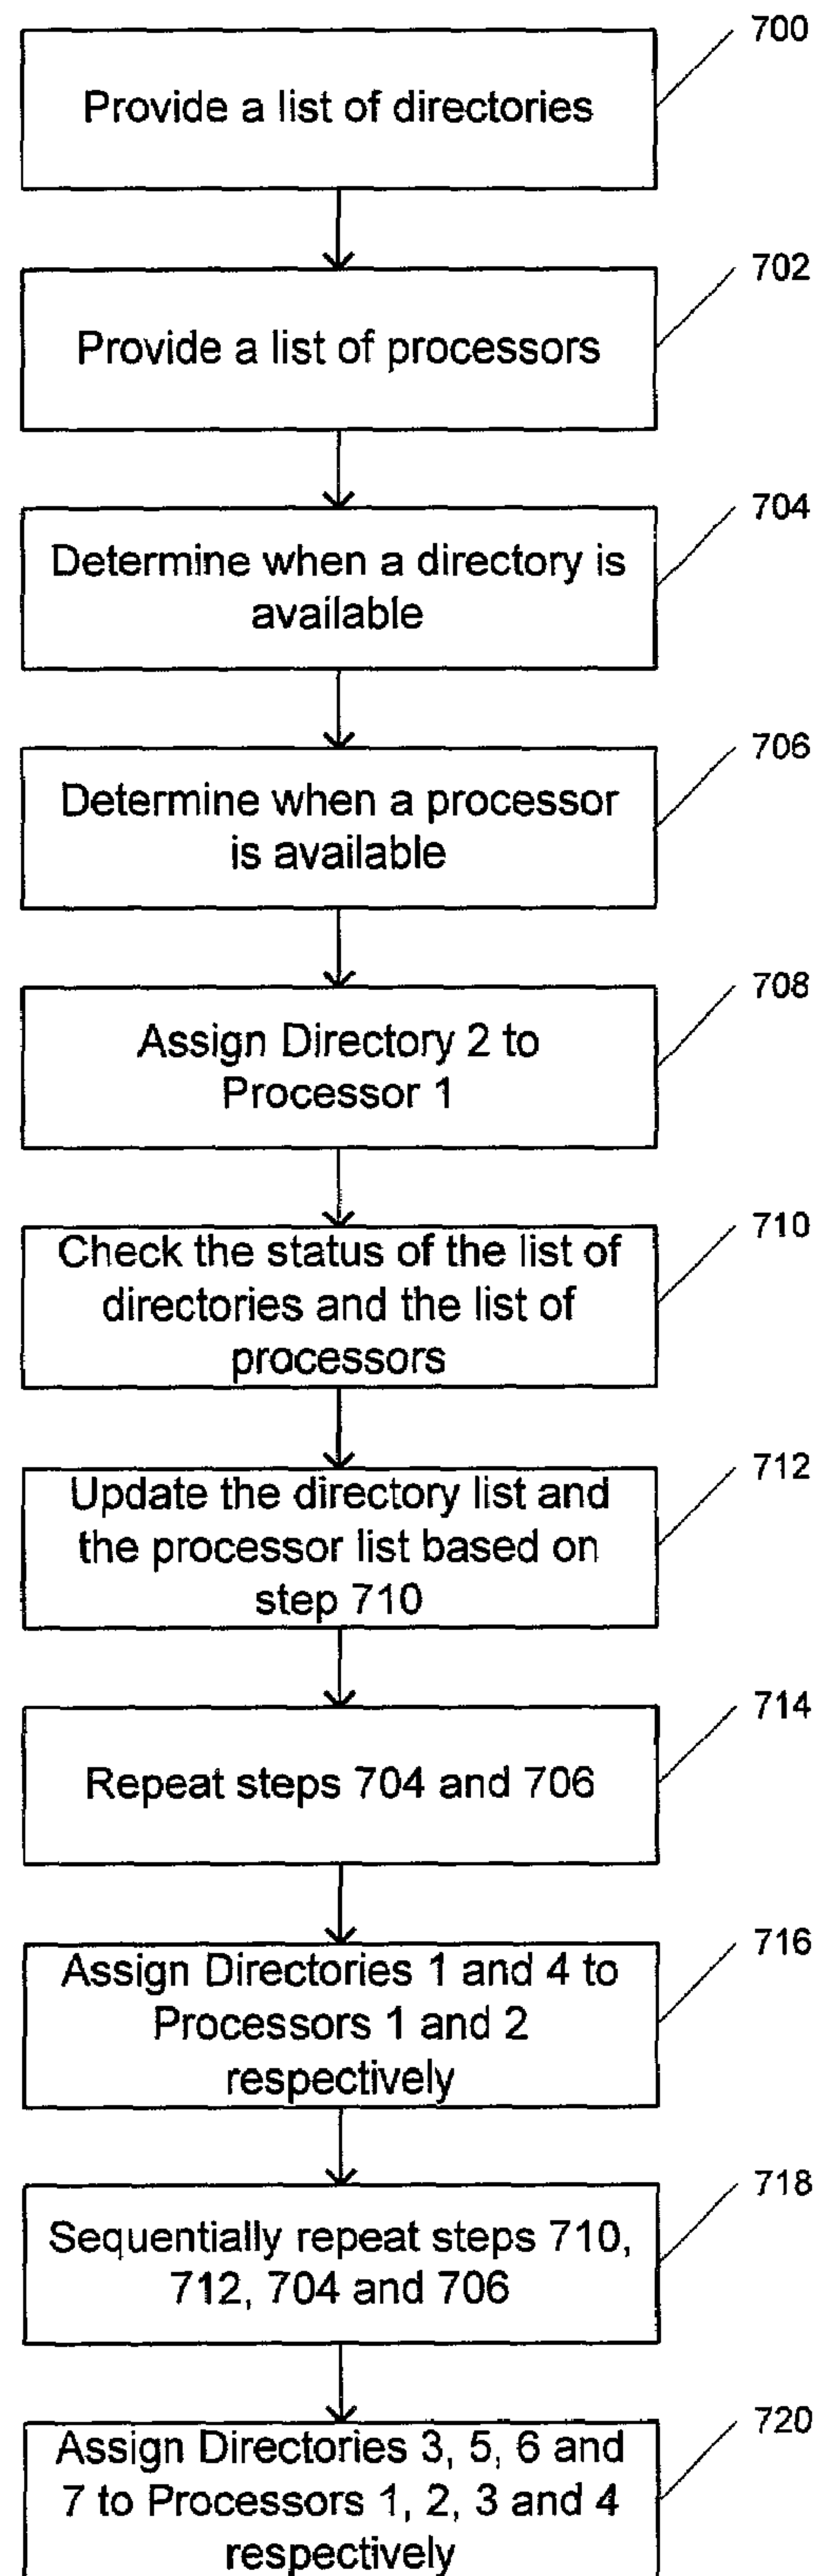 700
Provide a list of directories
702
Provide a list of processors
704
Determine when a directory is
available
706
Determine when a processor
is available
708
Assign Directory 2 to
Processor 1
710
Check the status of the list of
directories and the list of
processors
712
Update the directory list and
the processor list based on
step 710
714
Repeat steps 704 and 706
716
Assign Directories 1 and 4 to
Processors 1 and 2
respectively
718
Sequentially repeat steps 710,
712, 704 and 706
720
Assign Directories 3, 5, 6 and
7 to Processors 1, 2, 3 and 4
respectively